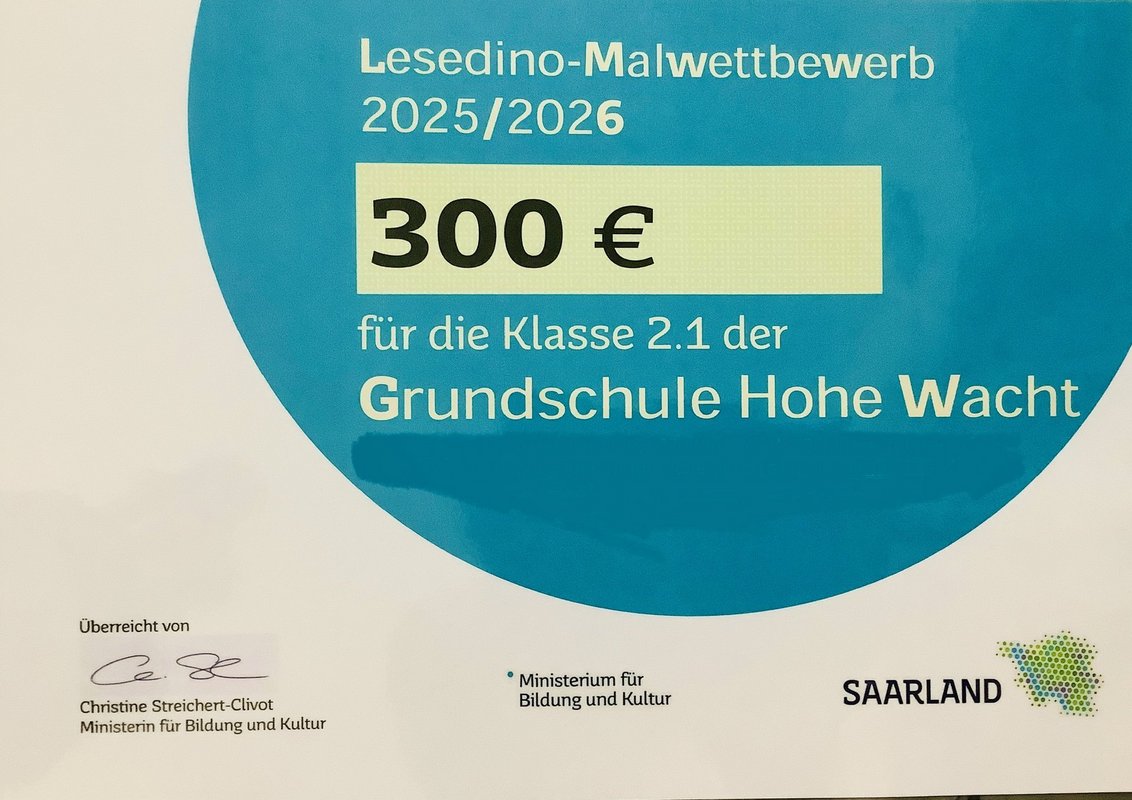 Lesedino-Malwettbewerb
2025/2026
300 €
für die Klasse 2.1 der
Grundschule Hohe Wacht
Überreicht von
Christine Streichert-Clivot
Ministerin für Bildung und Kultur
Ministerium für
Bildung und Kultur
SAARLAND